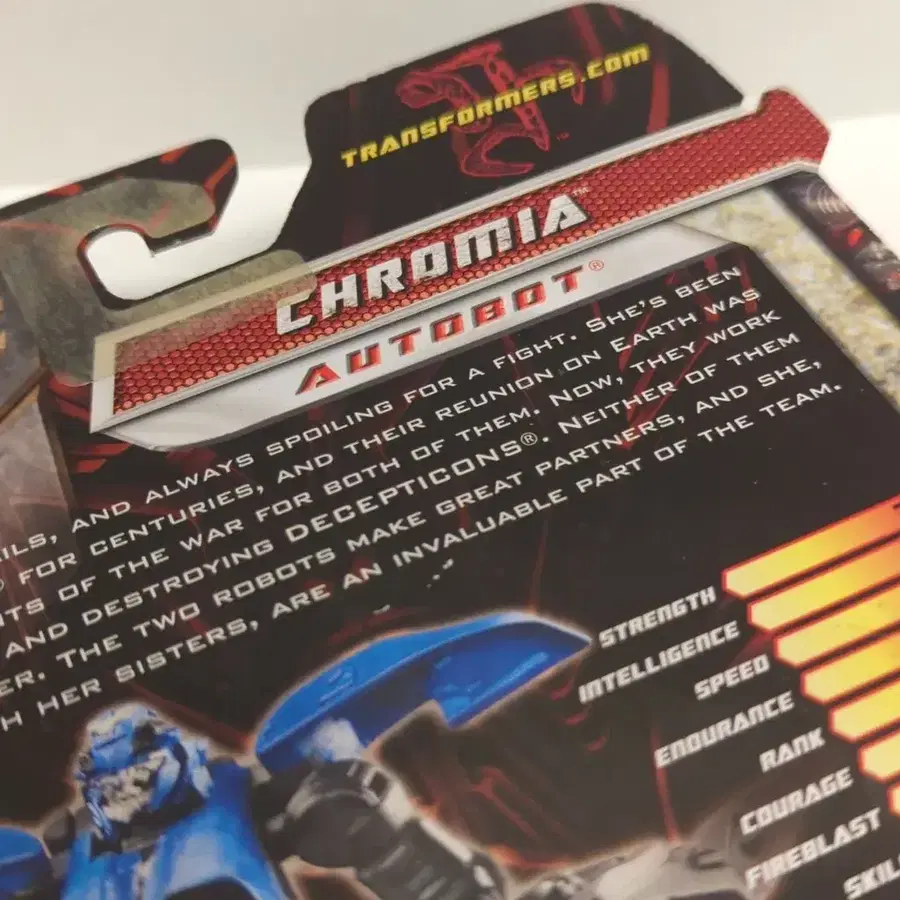 TRANSFORMERS.COM
™
CHROMIA™
AUTOBOT®
AND ALWAYS SPOILING FOR A FIGHT. SHE'S BEEN
FOR CENTURIES, AND THEIR REUNION ON EARTH WAS
OF THE WAR FOR BOTH OF THEM. NOW, THEY WORK
AND DESTROYING DECEPTICONS®. NEITHER OF THEM
THE TWO ROBOTS MAKE GREAT PARTNERS, AND SHE,
HER SISTERS, ARE AN INVALUABLE PART OF THE TEAM.
STRENGTH
INTELLIGENCE
SPEED
ENDURANCE
RANK
COURAGE
FIREBLAST